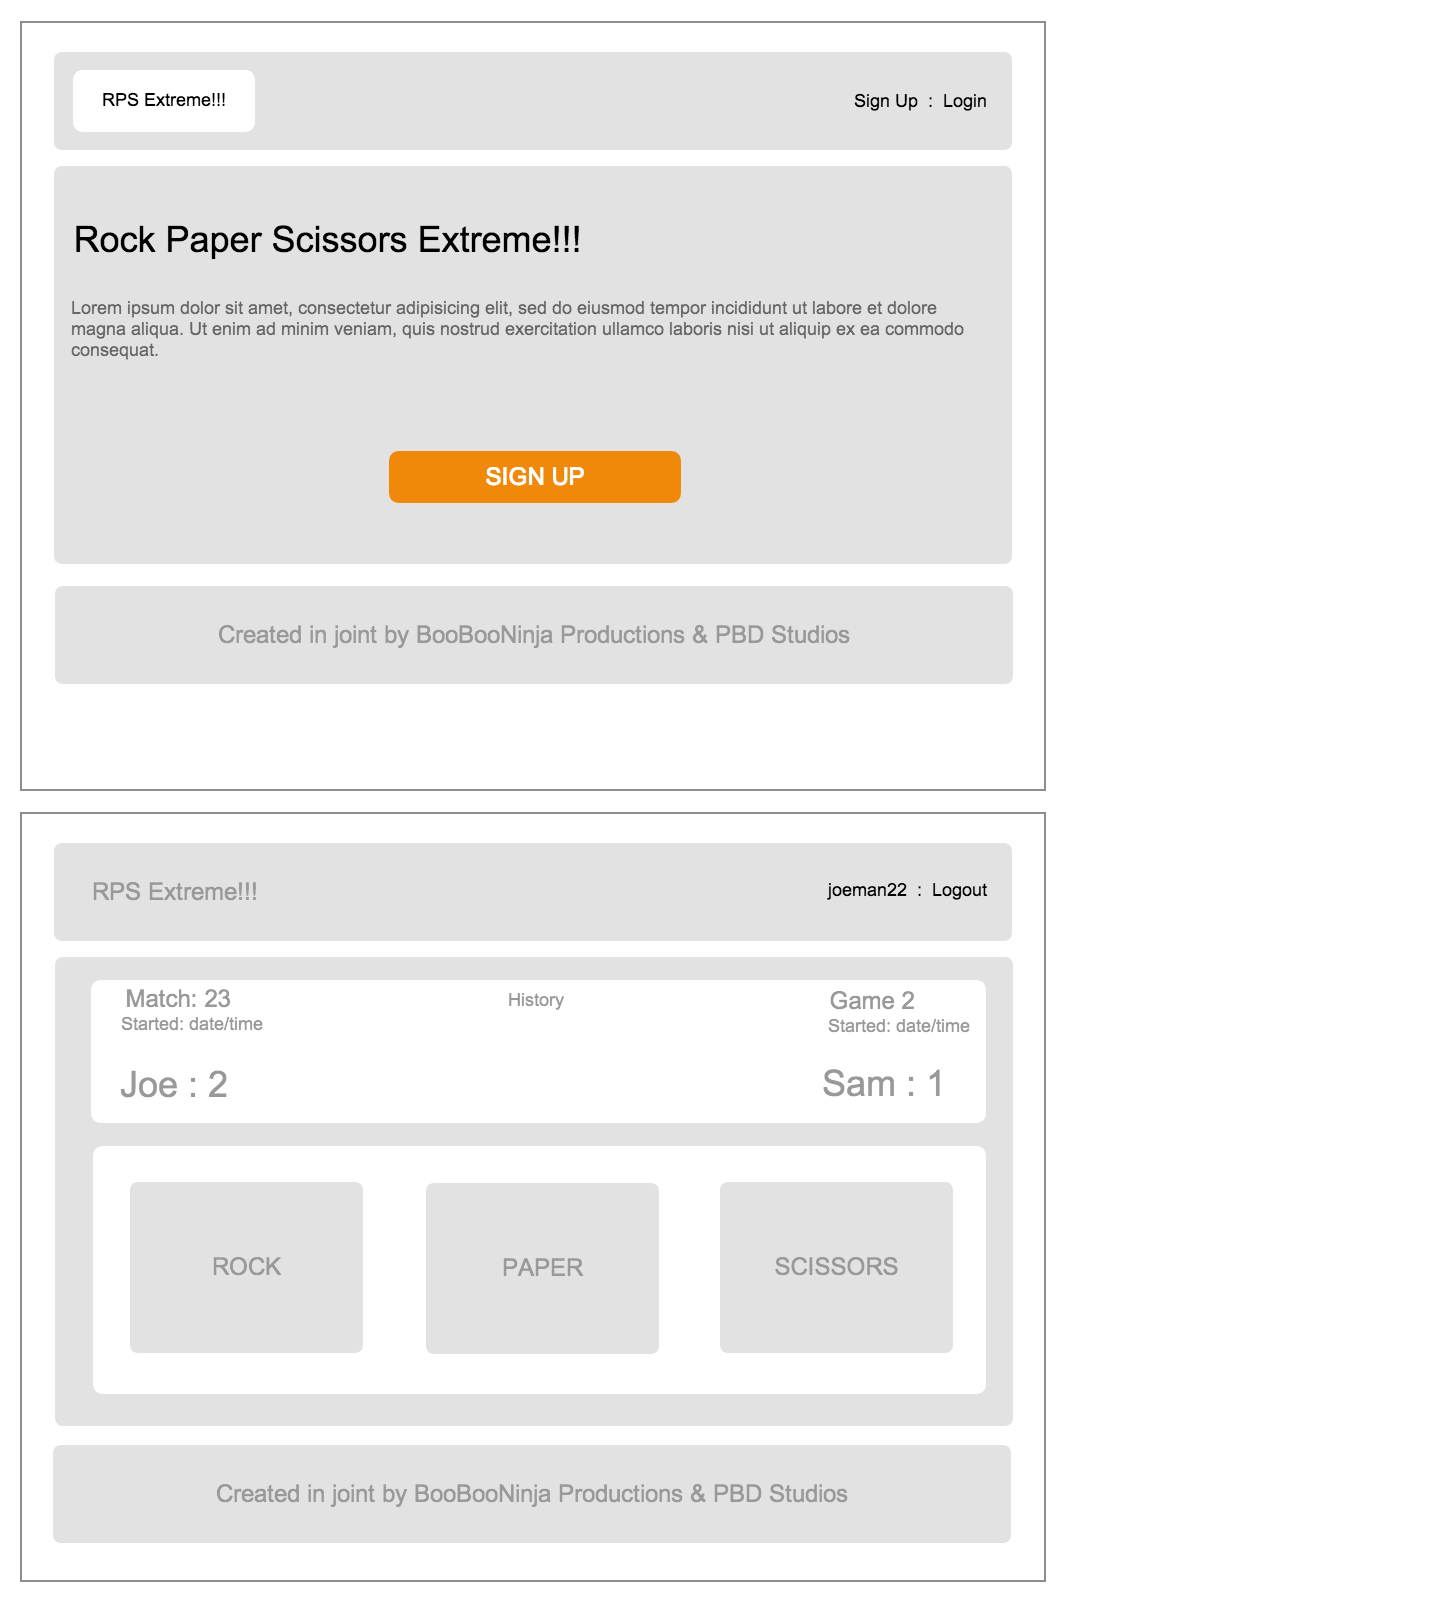 RPS Extreme!!!
Sign Up : Login
Rock Paper Scissors Extreme!!!
Lorem ipsum dolor sit amet, consectetur adipisicing elit, sed do eiusmod tempor incididunt ut labore et dolore
magna aliqua. Ut enim ad minim veniam, quis nostrud exercitation ullamco laboris nisi ut aliquip ex ea commodo
consequat.
SIGN UP
Created in joint by BooBooNinja Productions & PBD Studios
RPS Extreme!!!
joeman22 : Logout
Match: 23
History
Game 2
Started: date/time
Started: date/time
Joe : 2
Sam : 1
ROCK
PAPER
SCISSORS
Created in joint by BooBooNinja Productions & PBD Studios